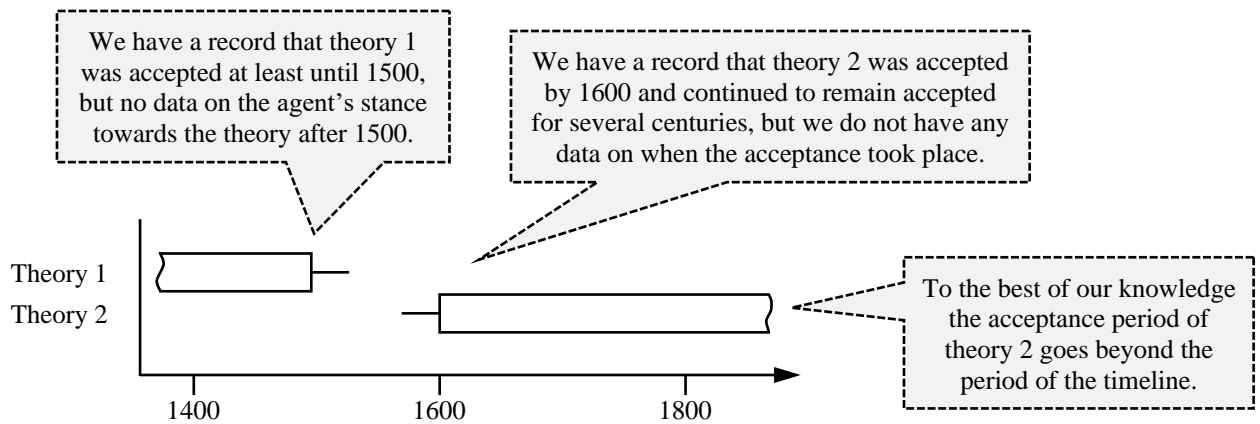 We have a record that theory 1
was accepted at least until 1500,
but no data on the agent’s stance
towards the theory after 1500.
We have a record that theory 2 was accepted
by 1600 and continued to remain accepted
for several centuries, but we do not have any
data on when the acceptance took place.
Theory 1
Theory 2
To the best of our knowledge
the acceptance period of
theory 2 goes beyond the
period of the timeline.
1400
1600
1800